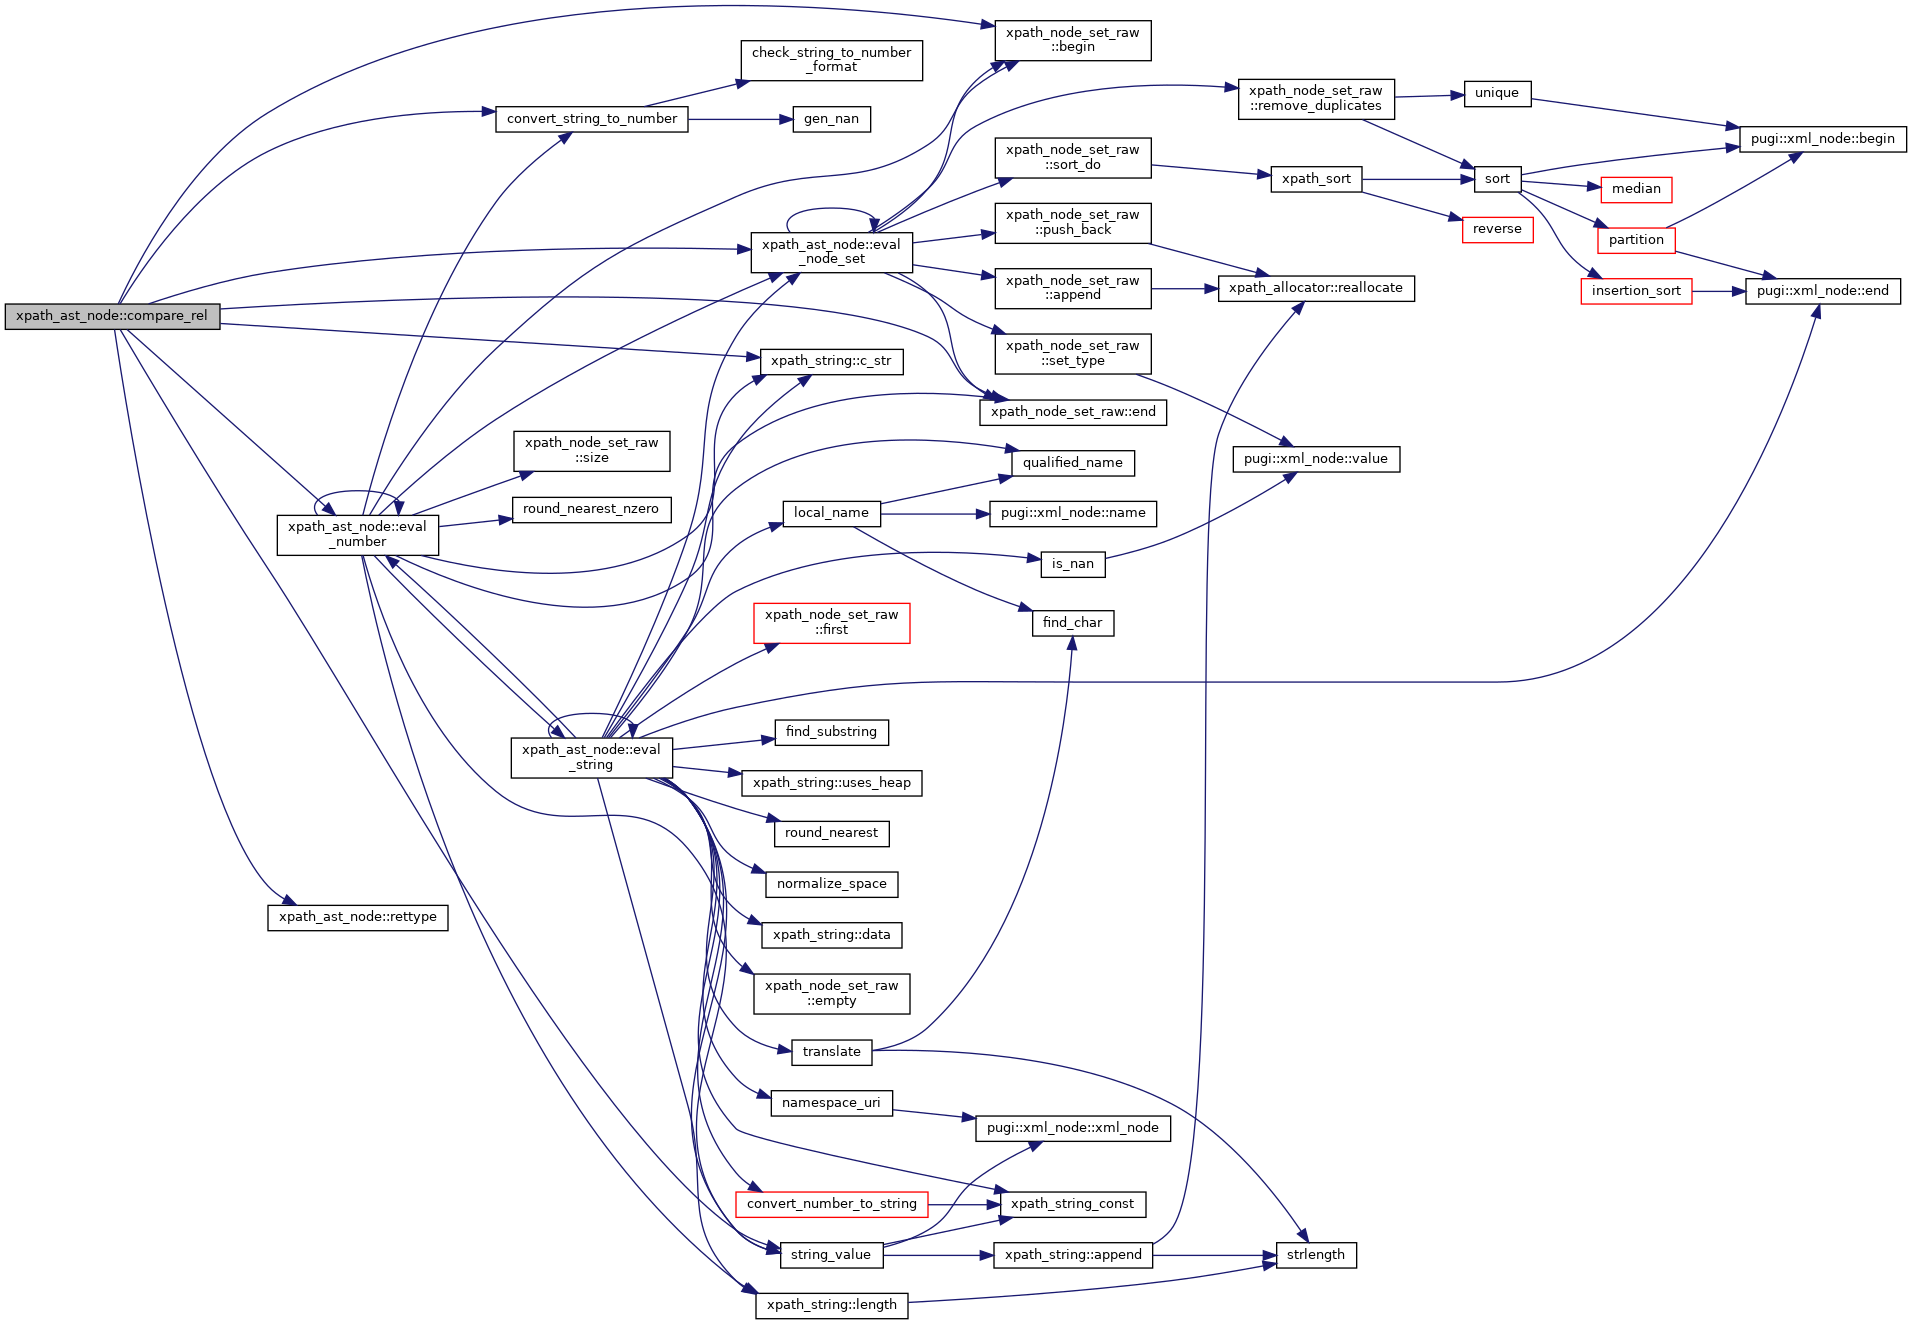 xpath_ast_node::compare_rel
xpath_node_set_raw
::begin
check_string_to_number
_format
convert_string_to_number
gen_nan
xpath_node_set_raw
::remove_duplicates
unique
pugi::xml_node::begin
xpath_node_set_raw
::sort_do
xpath_sort
sort
median
reverse
partition
xpath_node_set_raw
::push_back
xpath_ast_node::eval
_node_set
xpath_node_set_raw
::append
xpath_allocator::reallocate
insertion_sort
pugi::xml_node::end
xpath_node_set_raw
::set_type
xpath_string::c_str
xpath_node_set_raw::end
xpath_node_set_raw
::size
pugi::xml_node::value
qualified_name
round_nearest_nzero
local_name
pugi::xml_node::name
xpath_ast_node::eval
_number
is_nan
xpath_node_set_raw
::first
find_char
find_substring
xpath_ast_node::eval
_string
xpath_string::uses_heap
round_nearest
normalize_space
xpath_ast_node::rettype
xpath_string::data
xpath_node_set_raw
::empty
translate
namespace_uri
pugi::xml_node::xml_node
convert_number_to_string
xpath_string_const
string_value
xpath_string::append
strlength
xpath_string::length